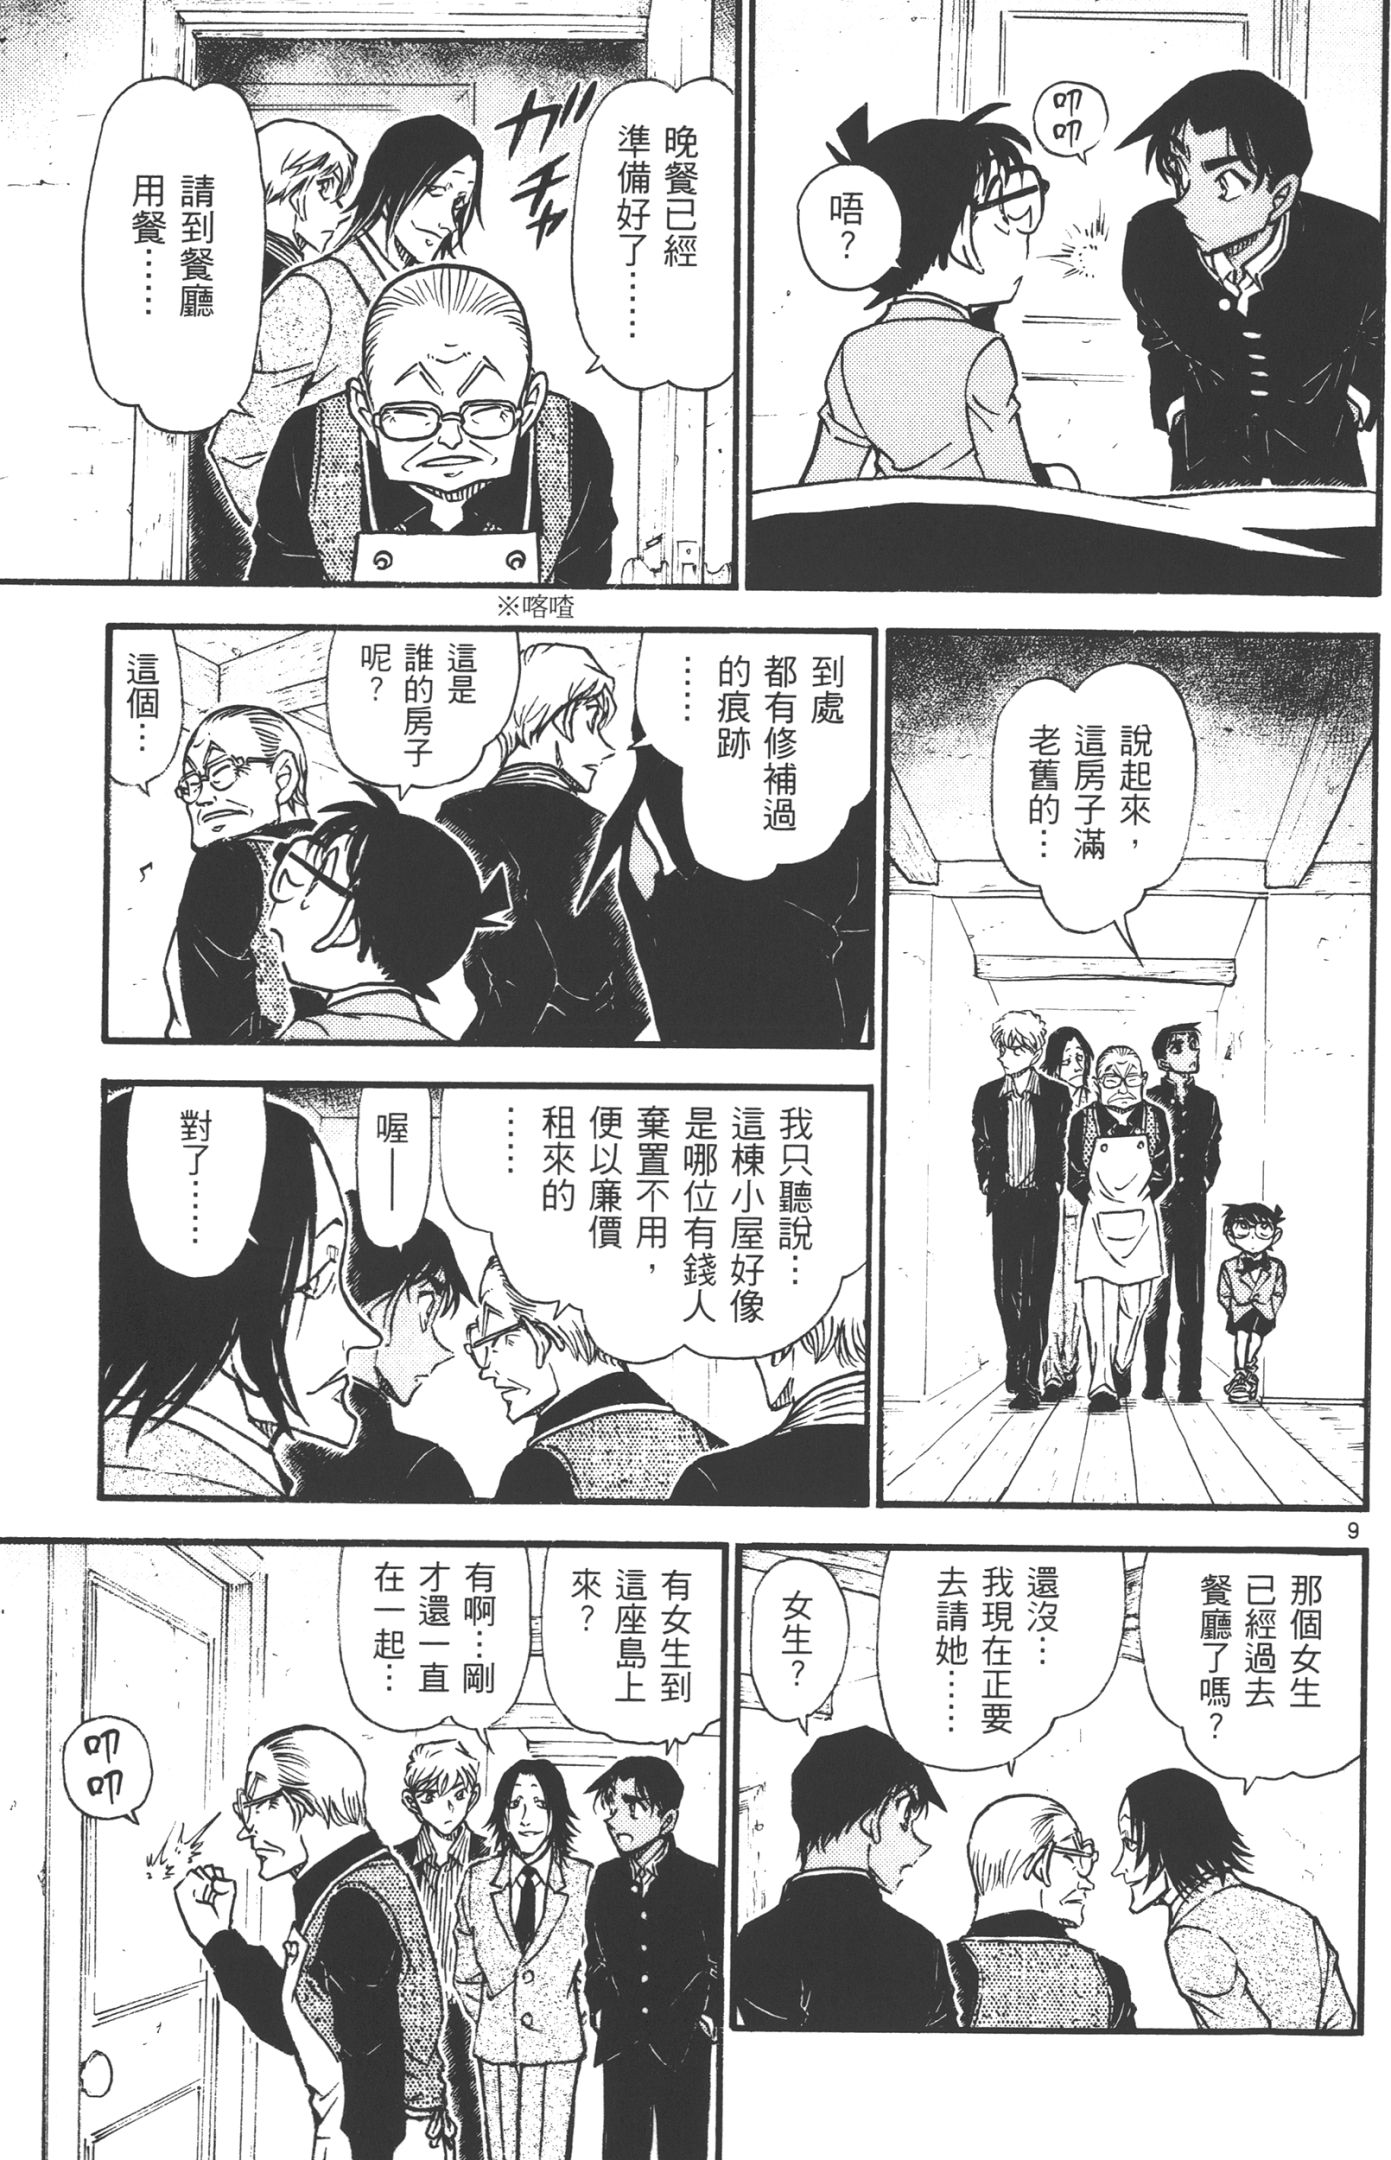 叩
叩
唔?
晚餐已經
準備好了……
ガチャ
請到餐廳
用餐……
※喀喳
說起來，
這房子滿
老舊的…
到處
都有修補過
的痕跡
……
這是
誰的房子
呢?
這個…
我只聽說…
這棟小屋好像
是哪位有錢人
棄置不用，
便以廉價
租來的
……
喔──
對了……
9
那個女生
已經過去
餐廳了嗎?
還沒…
我現在正要
去請她……
女生?
有女生到
這座島上
來?
有啊…剛
才還一直
在一起…
叩
叩